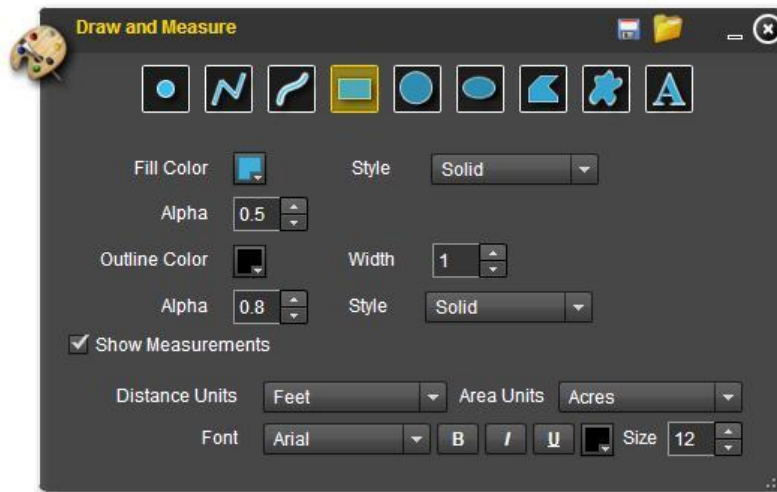 Draw and Measure
A
Fill Color Style Solid
Alpha 0.5
Outline Color Width 1
Alpha 0.8 Style Solid
Show Measurements
Distance Units Feet Area Units Acres
Font Arial B I U Size 12